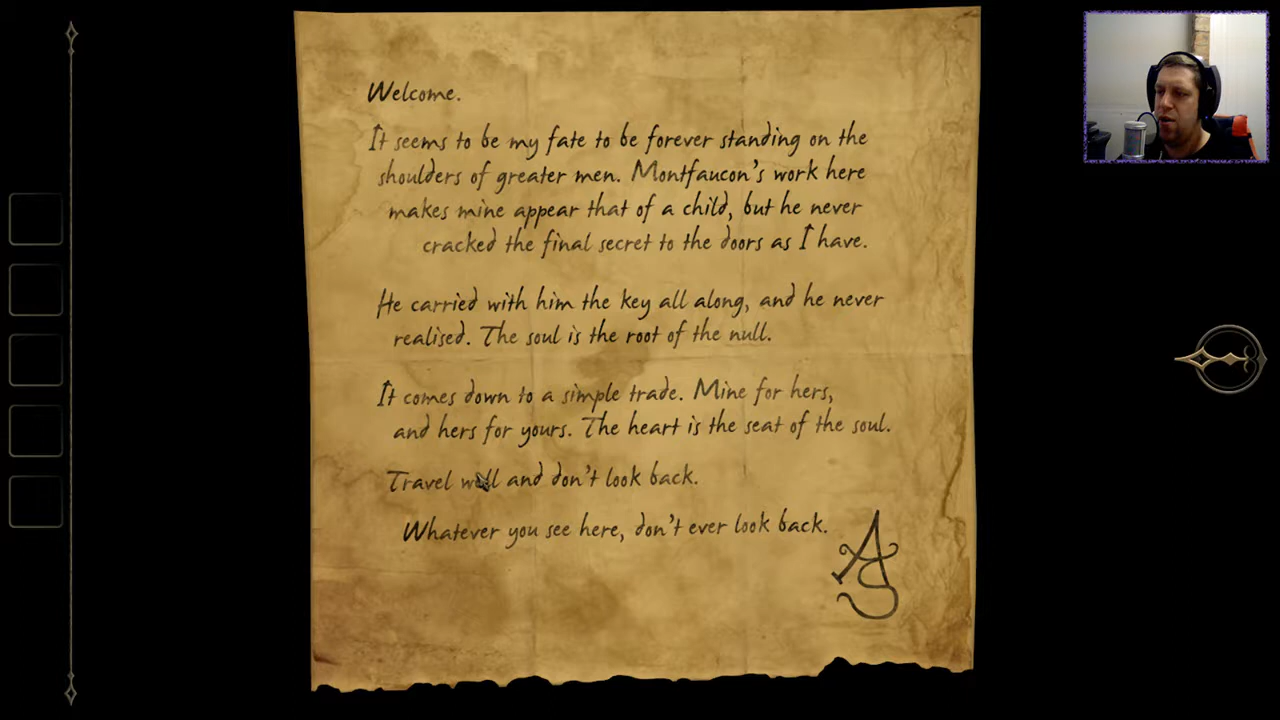 Welcome.
It seems to be my fate to be forever standing on the
shoulders of greater men. Montfaucon's work here
makes mine appear that of a child, but he never
cracked the final secret to the doors as I have.
He carried with him the key all along, and he never
realised. The soul is the root of the null.
It comes down to a simple trade. Mine for hers,
and hers for yours. The heart is the seat of the soul.
Travel well and don't look back.
Whatever you see here, don't ever look back.
AS